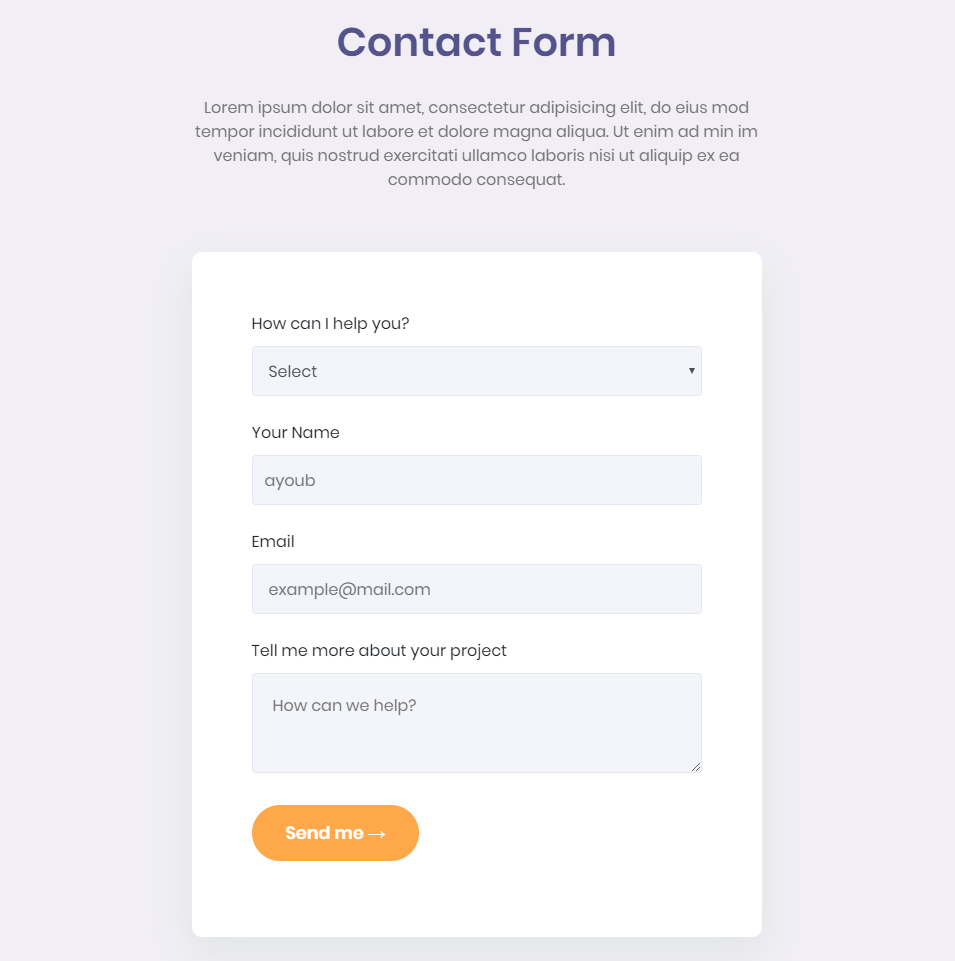 Contact Form
Lorem ipsum dolor sit amet, consectetur adipisicing elit, do eius mod
tempor incididunt ut labore et dolore magna aliqua. Ut enim ad min im
veniam, quis nostrud exercitati ullamco laboris nisi ut aliquip ex ea
commodo consequat.
How can I help you?
Select
Your Name
ayoub
Email
example@mail.com
Tell me more about your project
How can we help?
Send me →